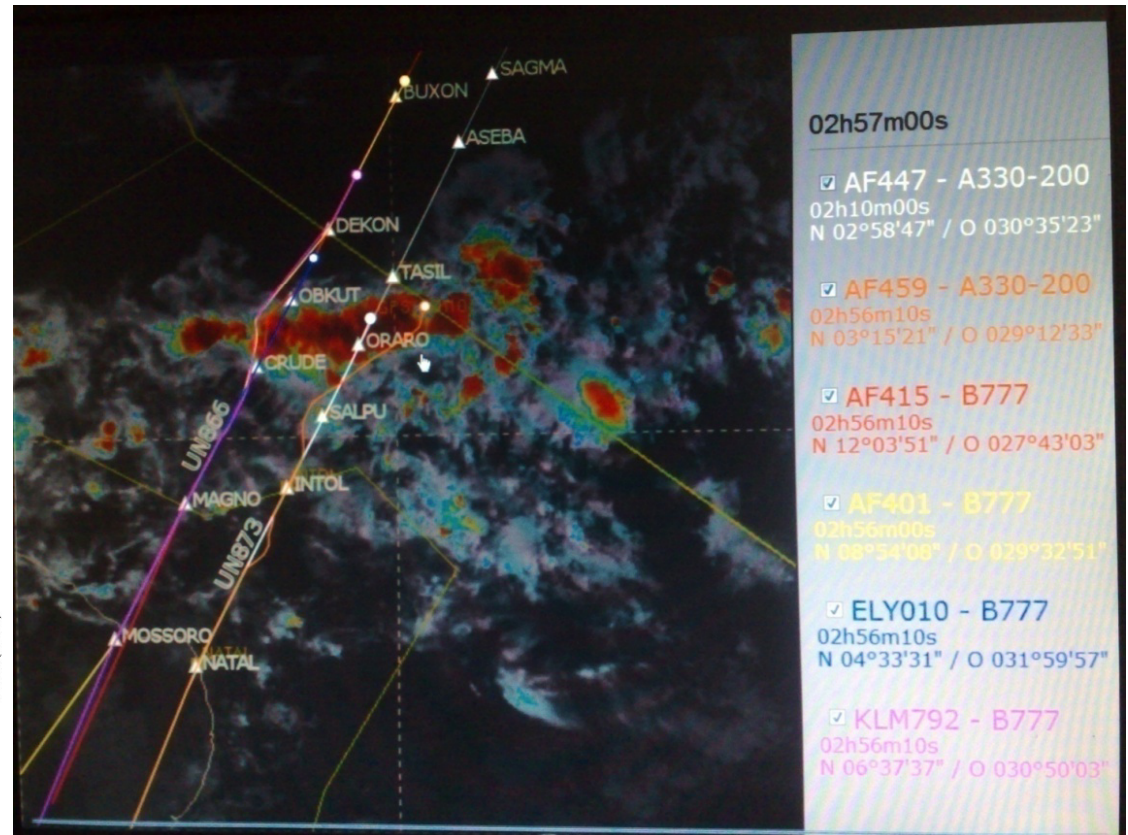 SAGMA
BUXON
ASEBA
DEKON
TASIL
OBKUT
ORARO
CRUDE
SALPU
UN866
INTOL
MAGNO
UN873
MOSSORO
NATAL
NATAL
02h57m00s
AF447 - A330-200
02h10m00s
N 02°58'47" / O 030°35'23"
AF459 - A330-200
02h56m10s
N 03°15'21" / O 029°12'33"
AF415 - B777
02h56m10s
N 12°03'51" / O 027°43'03"
AF401 - B777
02h56m00s
N 08°54'08" / O 029°32'51"
ELY010 - B777
02h56m10s
N 04°33'31" / O 031°59'57"
KLM792 - B777
02h56m10s
N 06°37'37" / O 030°50'03"